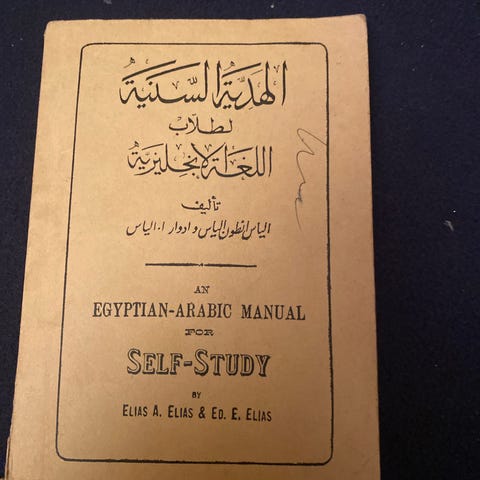 الهدية السنية
لطلاب
اللغة الإنجليزية
تأليف
الياس انطون الياس و ادوار ا. الياس
AN
EGYPTIAN-ARABIC MANUAL
FOR
SELF-STUDY
BY
ELIAS A. ELIAS & ED. E. ELIAS